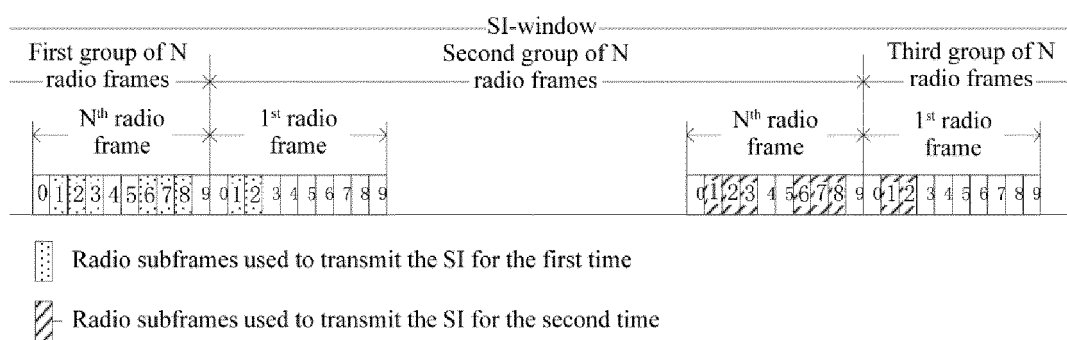 SI-window
First group of N
radio frames
Second group of N
radio frames
Third group of N
radio frames
Nth radio
frame
1st radio
frame
Nth radio
frame
1st radio
frame
0 1 2 3 4 5 6 7 8 9 0 1 2 3 4 5 6 7 8 9
0 1 2 3 4 5 6 7 8 9 0 1 2 3 4 5 6 7 8 9
Radio subframes used to transmit the SI for the first time
Radio subframes used to transmit the SI for the second time